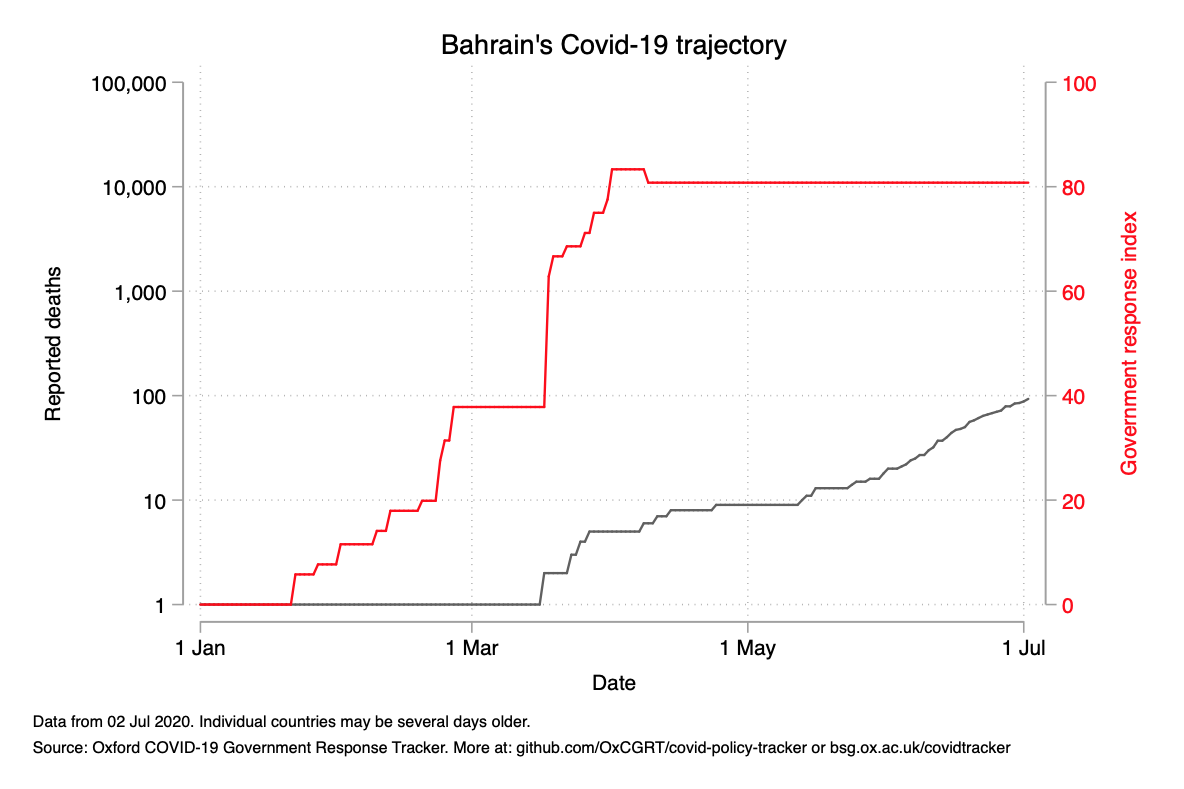 Bahrain's Covid-19 trajectory
100,000
10,000
1,000
100
10
1
Reported deaths
100
80
60
40
20
0
Government response index
1 Jan
1 Mar
1 May
1 Jul
Date
Data from 02 Jul 2020. Individual countries may be several days older.
Source: Oxford COVID-19 Government Response Tracker. More at: github.com/OxCGRT/covid-policy-tracker or bsg.ox.ac.uk/covidtracker